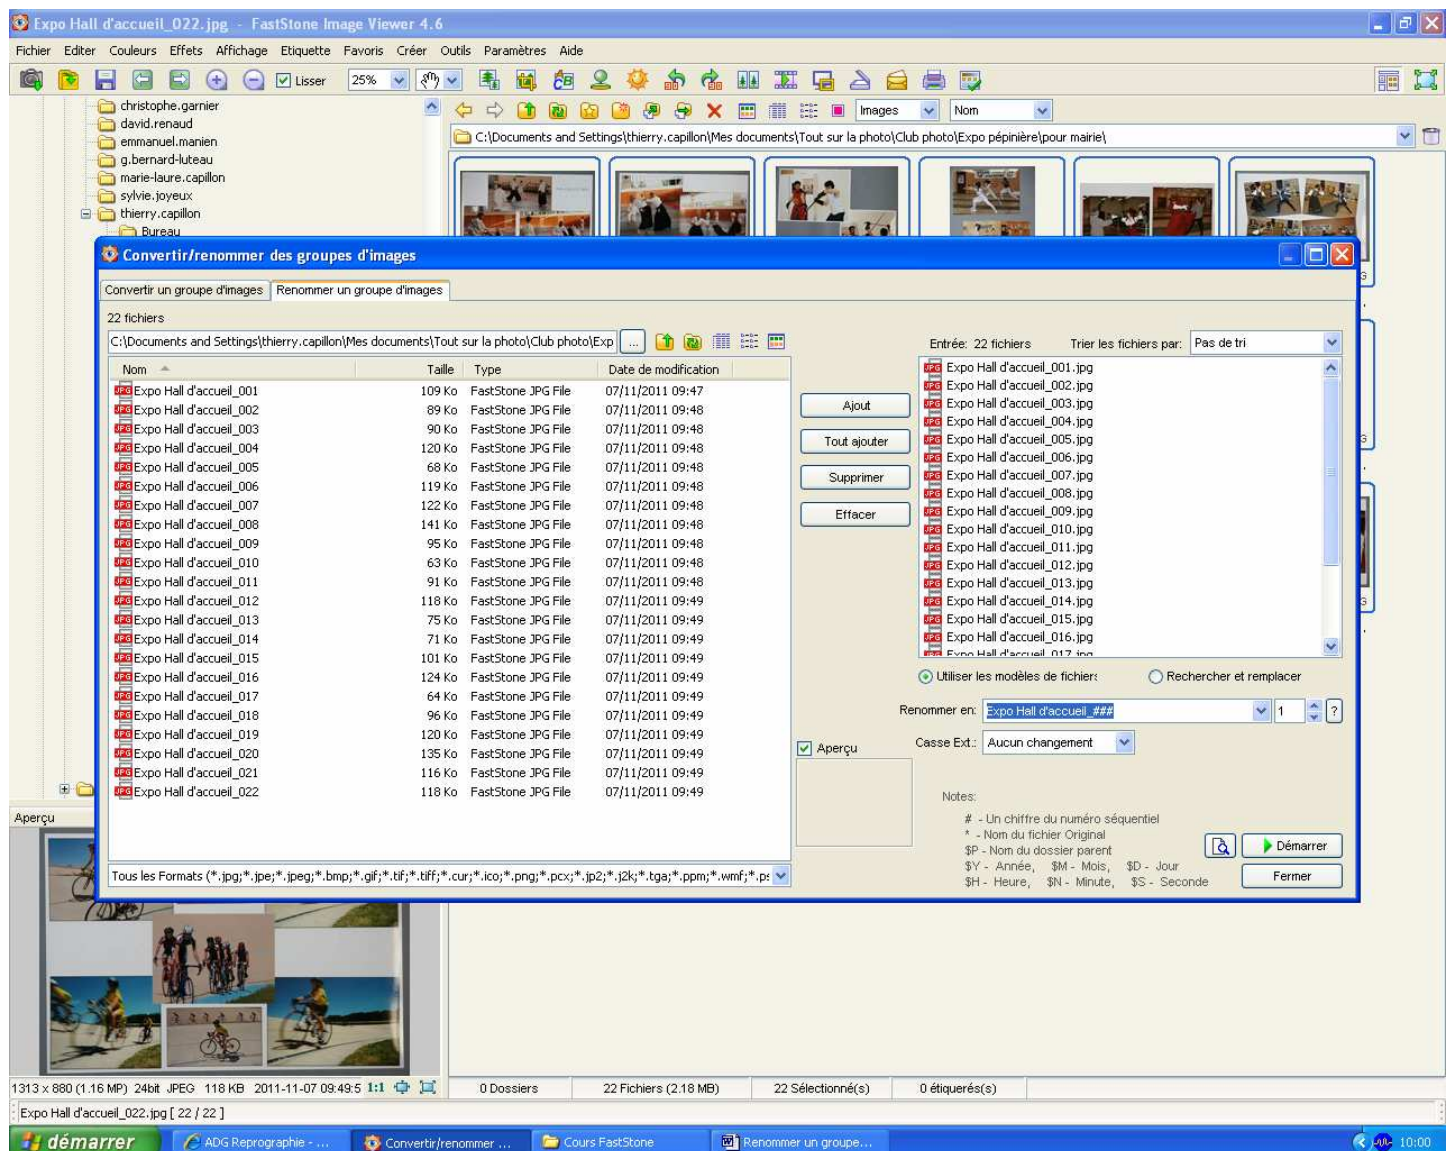 Expo Hall d'accueil_022.jpg - FastStone Image Viewer 4.6
Fichier Editer Couleurs Effets Affichage Etiquette Favoris Créer Outils Paramètres Aide
Lisser 25%
christophe.garnier
david.renaud
emmanuel.manien
g.bernard-luteau
marie-laure.capillon
sylvie.joyeux
thierry.capillon
Bureau
Images Nom
C:\Documents and Settings\thierry.capillon\Mes documents\Tout sur la photo\Club photo\Expo pépinière\pour mairie\
Convertir/renommer des groupes d'images
Convertir un groupe d'images Renommer un groupe d'images
22 fichiers
C:\Documents and Settings\thierry.capillon\Mes documents\Tout sur la photo\Club photo\Exp ...
Nom Taille Type Date de modification
Expo Hall d'accueil_001 109 Ko FastStone JPG File 07/11/2011 09:47
Expo Hall d'accueil_002 89 Ko FastStone JPG File 07/11/2011 09:48
Expo Hall d'accueil_003 90 Ko FastStone JPG File 07/11/2011 09:48
Expo Hall d'accueil_004 120 Ko FastStone JPG File 07/11/2011 09:48
Expo Hall d'accueil_005 68 Ko FastStone JPG File 07/11/2011 09:48
Expo Hall d'accueil_006 119 Ko FastStone JPG File 07/11/2011 09:48
Expo Hall d'accueil_007 122 Ko FastStone JPG File 07/11/2011 09:48
Expo Hall d'accueil_008 141 Ko FastStone JPG File 07/11/2011 09:48
Expo Hall d'accueil_009 95 Ko FastStone JPG File 07/11/2011 09:48
Expo Hall d'accueil_010 63 Ko FastStone JPG File 07/11/2011 09:48
Expo Hall d'accueil_011 91 Ko FastStone JPG File 07/11/2011 09:48
Expo Hall d'accueil_012 118 Ko FastStone JPG File 07/11/2011 09:49
Expo Hall d'accueil_013 75 Ko FastStone JPG File 07/11/2011 09:49
Expo Hall d'accueil_014 71 Ko FastStone JPG File 07/11/2011 09:49
Expo Hall d'accueil_015 101 Ko FastStone JPG File 07/11/2011 09:49
Expo Hall d'accueil_016 124 Ko FastStone JPG File 07/11/2011 09:49
Expo Hall d'accueil_017 64 Ko FastStone JPG File 07/11/2011 09:49
Expo Hall d'accueil_018 96 Ko FastStone JPG File 07/11/2011 09:49
Expo Hall d'accueil_019 120 Ko FastStone JPG File 07/11/2011 09:49
Expo Hall d'accueil_020 135 Ko FastStone JPG File 07/11/2011 09:49
Expo Hall d'accueil_021 116 Ko FastStone JPG File 07/11/2011 09:49
Expo Hall d'accueil_022 118 Ko FastStone JPG File 07/11/2011 09:49
Tous les Formats (*.jpg;*.jpe;*.jpeg;*.bmp;*.gif;*.tif;*.tiff;*.cur;*.ico;*.png;*.pcx;*.jp2;*.j2k;*.tga;*.ppm;*.wmf;*.ps
Ajout
Tout ajouter
Supprimer
Effacer
Aperçu
Entrée: 22 fichiers Trier les fichiers par: Pas de tri
Expo Hall d'accueil_001.jpg
Expo Hall d'accueil_002.jpg
Expo Hall d'accueil_003.jpg
Expo Hall d'accueil_004.jpg
Expo Hall d'accueil_005.jpg
Expo Hall d'accueil_006.jpg
Expo Hall d'accueil_007.jpg
Expo Hall d'accueil_008.jpg
Expo Hall d'accueil_009.jpg
Expo Hall d'accueil_010.jpg
Expo Hall d'accueil_011.jpg
Expo Hall d'accueil_012.jpg
Expo Hall d'accueil_013.jpg
Expo Hall d'accueil_014.jpg
Expo Hall d'accueil_015.jpg
Expo Hall d'accueil_016.jpg
Expo Hall d'accueil_017.jpg
Utiliser les modèles de fichiers Rechercher et remplacer
Renommer en: Expo Hall d'accueil_### 1 ?
Casse Ext.: Aucun changement
Notes:
# - Un chiffre du numéro séquentiel
* - Nom du fichier Original
$P - Nom du dossier parent
$Y - Année, $M - Mois, $D - Jour
$H - Heure, $N - Minute, $S - Seconde
Démarrer
Fermer
Aperçu
1313 x 880 (1.16 MP) 24bit JPEG 118 KB 2011-11-07 09:49:5 1:1
0 Dossiers 22 Fichiers (2.18 MB) 22 Sélectionné(s) 0 étiquerés(s)
Expo Hall d'accueil_022.jpg [ 22 / 22 ]
démarrer ADG Reprographie - ... Convertir/renommer ... Cours FastStone Renommer un groupe... 10:00